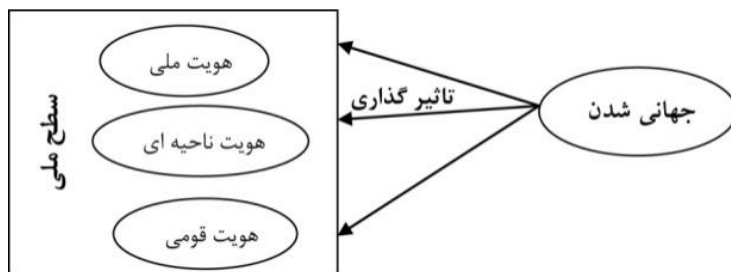 جهانی شدن
تاثیر گذاری
سطح ملی
هویت ملی
هویت ناحیه ای
هویت قومی